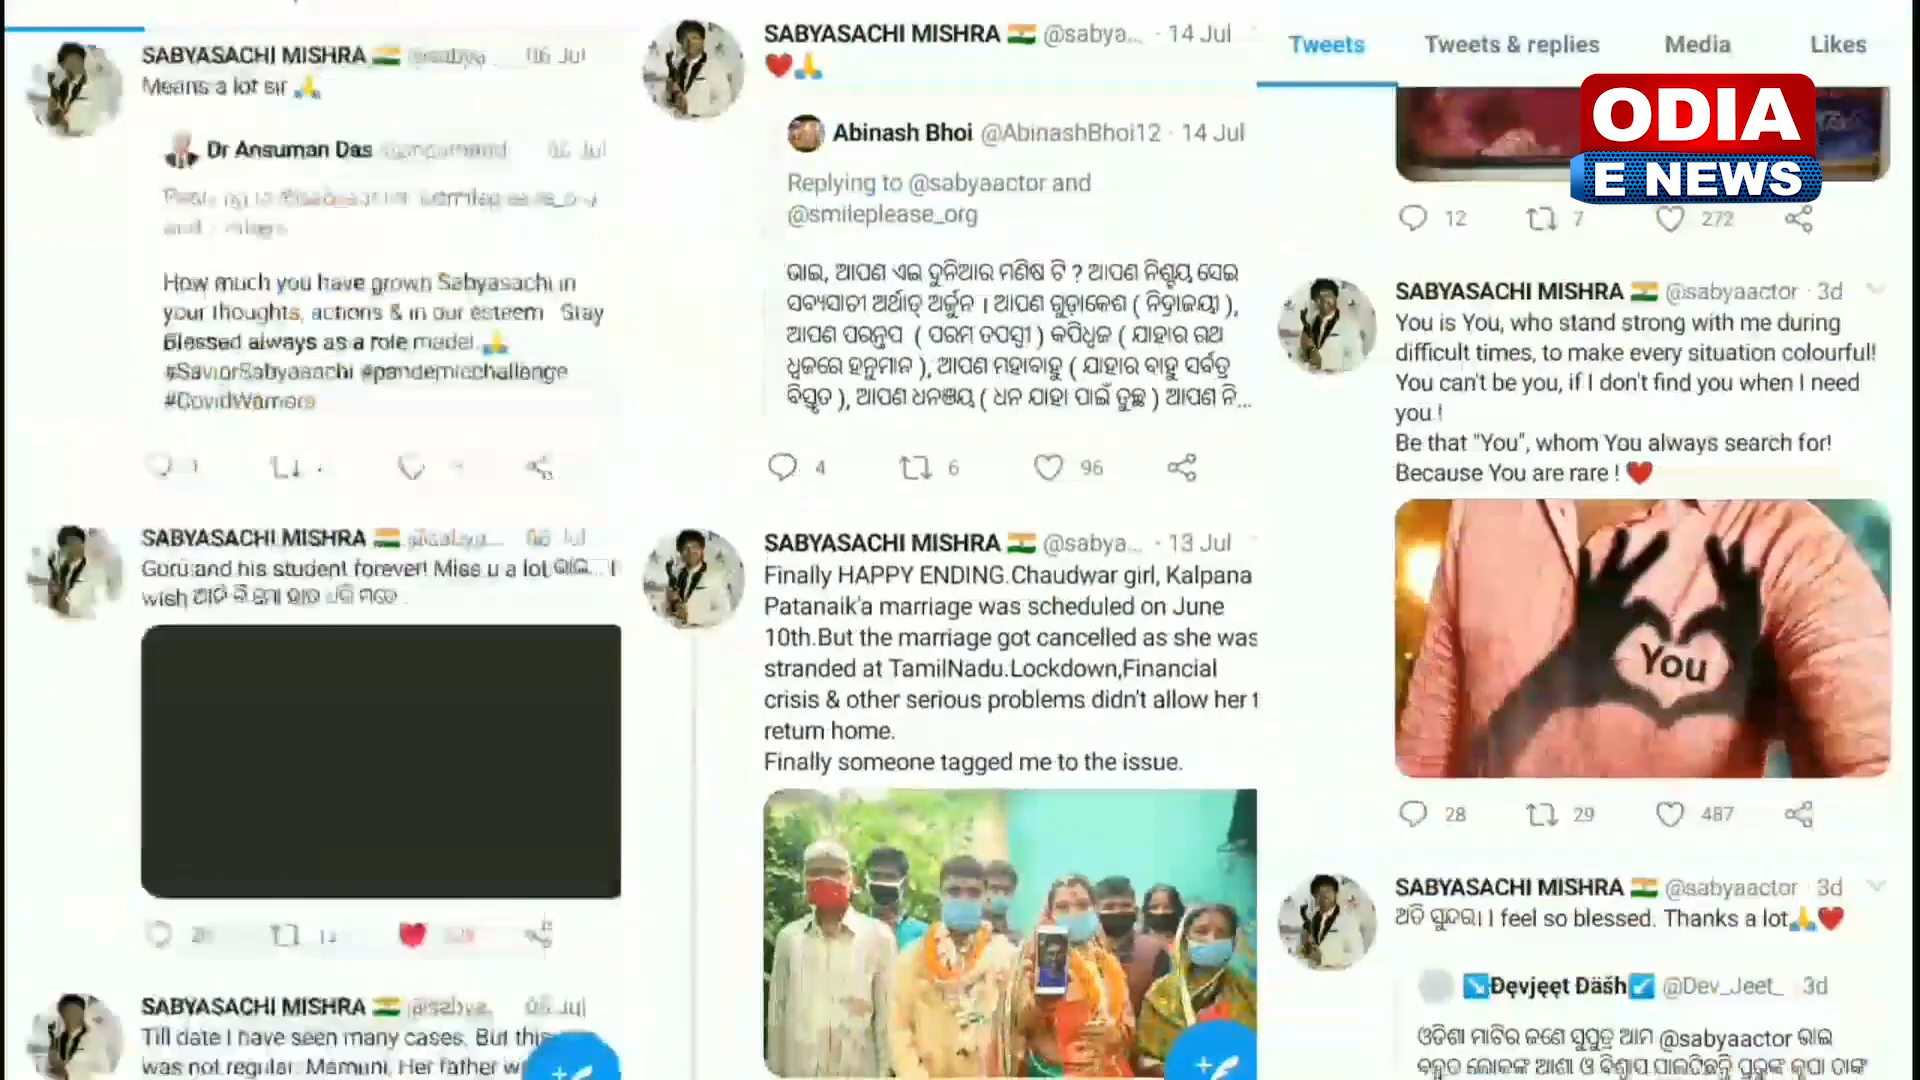 SABYASACHI MISHRA 06 Jul
Means a lot sir
Dr Ansuman Das
How much you have grown Sabyasachi in
your thoughts, actions & in our esteem Stay
Blessed always as a role model
#SaviorSabyasachi #pandemicchallenge
#CovidWarriors
SABYASACHI MISHRA
Guru and his student forever! Miss u a lot ଭାଇ... I
wish
SABYASACHI MISHRA
Till date I have seen many cases. But this
was not regular. Mamuni, Her father
SABYASACHI MISHRA @sabya... · 14 Jul
Abinash Bhoi @AbinashBhoi12 · 14 Jul
Replying to @sabyaactor and
@smileplease_org
ଭାଇ, ଆପଣ ଏଇ ଦୁନିଆର ମଣିଷ ଟି ? ଆପଣ ନିଶ୍ଚୟ ସେଇ
ସବ୍ୟସାଚୀ ଅର୍ଥାତ୍ ଅର୍ଜୁନ । ଆପଣ ଗୁଡ଼ାକେଶ ( ନିଦ୍ରାଜୟୀ ),
ଆପଣ ପରନ୍ତପ ( ପରମ ତପସ୍ବୀ ) କପିଧ୍ଵଜ ( ଯାହାର ରଥ
ଧ୍ଵଜରେ ହନୁମାନ ), ଆପଣ ମହାବାହୁ ( ଯାହାର ବାହୁ ସର୍ବତ୍ର
ବିସ୍ତୃତ ), ଆପଣ ଧନଞ୍ଜୟ ( ଧନ ଯାହା ପାଇଁ ତୁଚ୍ଛ ) ଆପଣ ନି...
4 6 96
SABYASACHI MISHRA @sabya... · 13 Jul
Finally HAPPY ENDING.Chaudwar girl, Kalpana
Patanaik'a marriage was scheduled on June
10th.But the marriage got cancelled as she was
stranded at TamilNadu.Lockdown,Financial
crisis & other serious problems didn't allow her t
return home.
Finally someone tagged me to the issue.
Tweets Tweets & replies Media Likes
ODIA
E NEWS
12 7 272
SABYASACHI MISHRA @sabyaactor · 3d
You is You, who stand strong with me during
difficult times, to make every situation colourful!
You can't be you, if I don't find you when I need
you !
Be that "You", whom You always search for!
Because You are rare !
You
28 29 487
SABYASACHI MISHRA @sabyaactor · 3d
ଅତି ସୁନ୍ଦର। I feel so blessed. Thanks a lot
Đęvjęęt Đäšh @Dev_Jeet_ · 3d
ଓଡିଶା ମାଟିର ଜଣେ ସୁପୁତ୍ର ଆମ @sabyaactor ଭାଇ